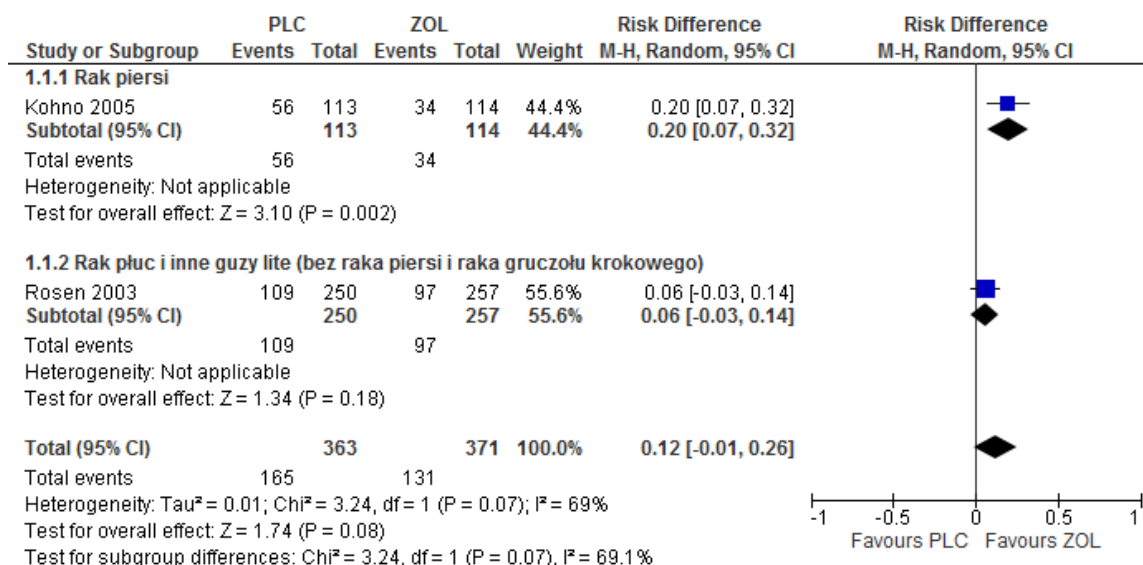 PLC ZOL Risk Difference Risk Difference
Study or Subgroup Events Total Events Total Weight M-H, Random, 95% CI M-H, Random, 95% CI
1.1.1 Rak piersi
Kohno 2005 56 113 34 114 44.4% 0.20 [0.07, 0.32]
Subtotal (95% CI) 113 114 44.4% 0.20 [0.07, 0.32]
Total events 56 34
Heterogeneity: Not applicable
Test for overall effect: Z = 3.10 (P = 0.002)
1.1.2 Rak płuc i inne guzy lite (bez raka piersi i raka gruczołu krokowego)
Rosen 2003 109 250 97 257 55.6% 0.06 [-0.03, 0.14]
Subtotal (95% CI) 250 257 55.6% 0.06 [-0.03, 0.14]
Total events 109 97
Heterogeneity: Not applicable
Test for overall effect: Z = 1.34 (P = 0.18)
Total (95% CI) 363 371 100.0% 0.12 [-0.01, 0.26]
Total events 165 131
Heterogeneity: Tau² = 0.01; Chi² = 3.24, df = 1 (P = 0.07); I² = 69%
Test for overall effect: Z = 1.74 (P = 0.08)
Test for subgroup differences: Chi² = 3.24, df = 1 (P = 0.07), I² = 69.1%
-1 -0.5 0 0.5 1
Favours PLC Favours ZOL